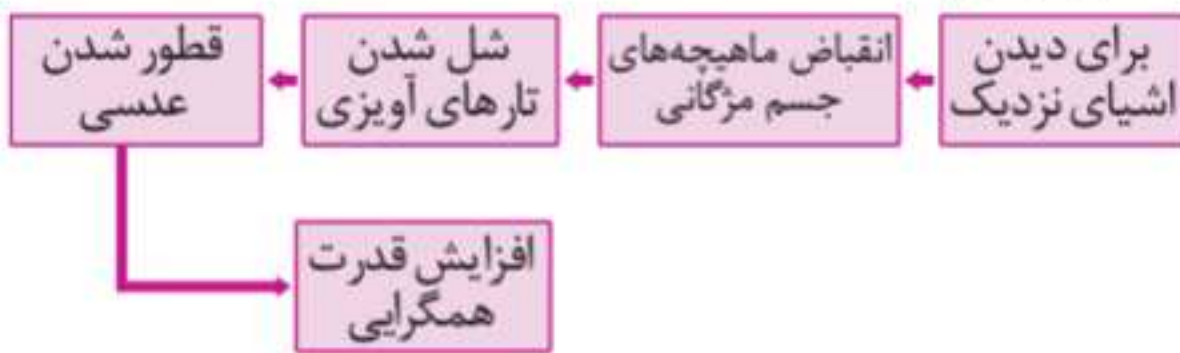 برای دیدن
اشیای نزدیک
انقباض ماهیچه‌های
جسم مژگانی
شل شدن
تارهای آویزی
قطور شدن
عدسی
افزایش قدرت
همگرایی